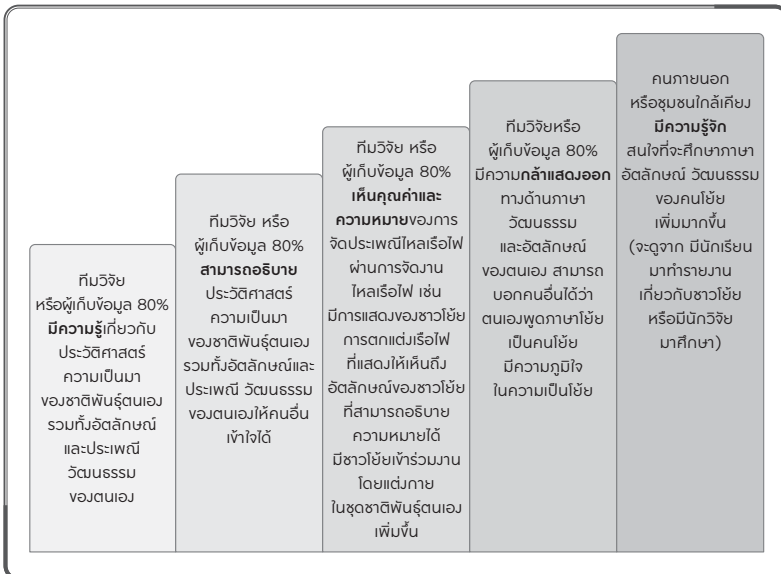 ทีมวิจัย
หรือผู้เก็บข้อมูล 80%
มีความรู้เกี่ยวกับ
ประวัติศาสตร์
ความเป็นมา
ของชาติพันธุ์ตนเอง
รวมทั้งอัตลักษณ์
และประเพณี
วัฒนธรรม
ของตนเอง
ทีมวิจัย หรือ
ผู้เก็บข้อมูล 80%
สามารถอธิบาย
ประวัติศาสตร์
ความเป็นมา
ของชาติพันธุ์ตนเอง
รวมทั้งอัตลักษณ์และ
ประเพณี วัฒนธรรม
ของตนเองให้คนอื่น
เข้าใจได้
ทีมวิจัย หรือ
ผู้เก็บข้อมูล 80%
เห็นคุณค่าและ
ความหมายของการ
จัดประเพณีไหลเรือไฟ
ผ่านการจัดงาน
ไหลเรือไฟ เช่น
มีการแสดงของชาวโย้ย
การตกแต่งเรือไฟ
ที่แสดงให้เห็นถึง
อัตลักษณ์ของชาวโย้ย
ที่สามารถอธิบาย
ความหมายได้
มีชาวโย้ยเข้าร่วมงาน
โดยแต่งกาย
ในชุดชาติพันธุ์ตนเอง
เพิ่มขึ้น
ทีมวิจัยหรือ
ผู้เก็บข้อมูล 80%
มีความกล้าแสดงออก
ทางด้านภาษา
วัฒนธรรม
และอัตลักษณ์
ของตนเอง สามารถ
บอกคนอื่นได้ว่า
ตนเองพูดภาษาโย้ย
เป็นคนโย้ย
มีความภูมิใจ
ในความเป็นโย้ย
คนภายนอก
หรือชุมชนใกล้เคียง
มีความรู้จัก
สนใจที่จะศึกษาภาษา
อัตลักษณ์ วัฒนธรรม
ของคนโย้ย
เพิ่มมากขึ้น
(จะดูจาก มีนักเรียน
มาทำรายงาน
เกี่ยวกับชาวโย้ย
หรือมีนักวิจัย
มาศึกษา)